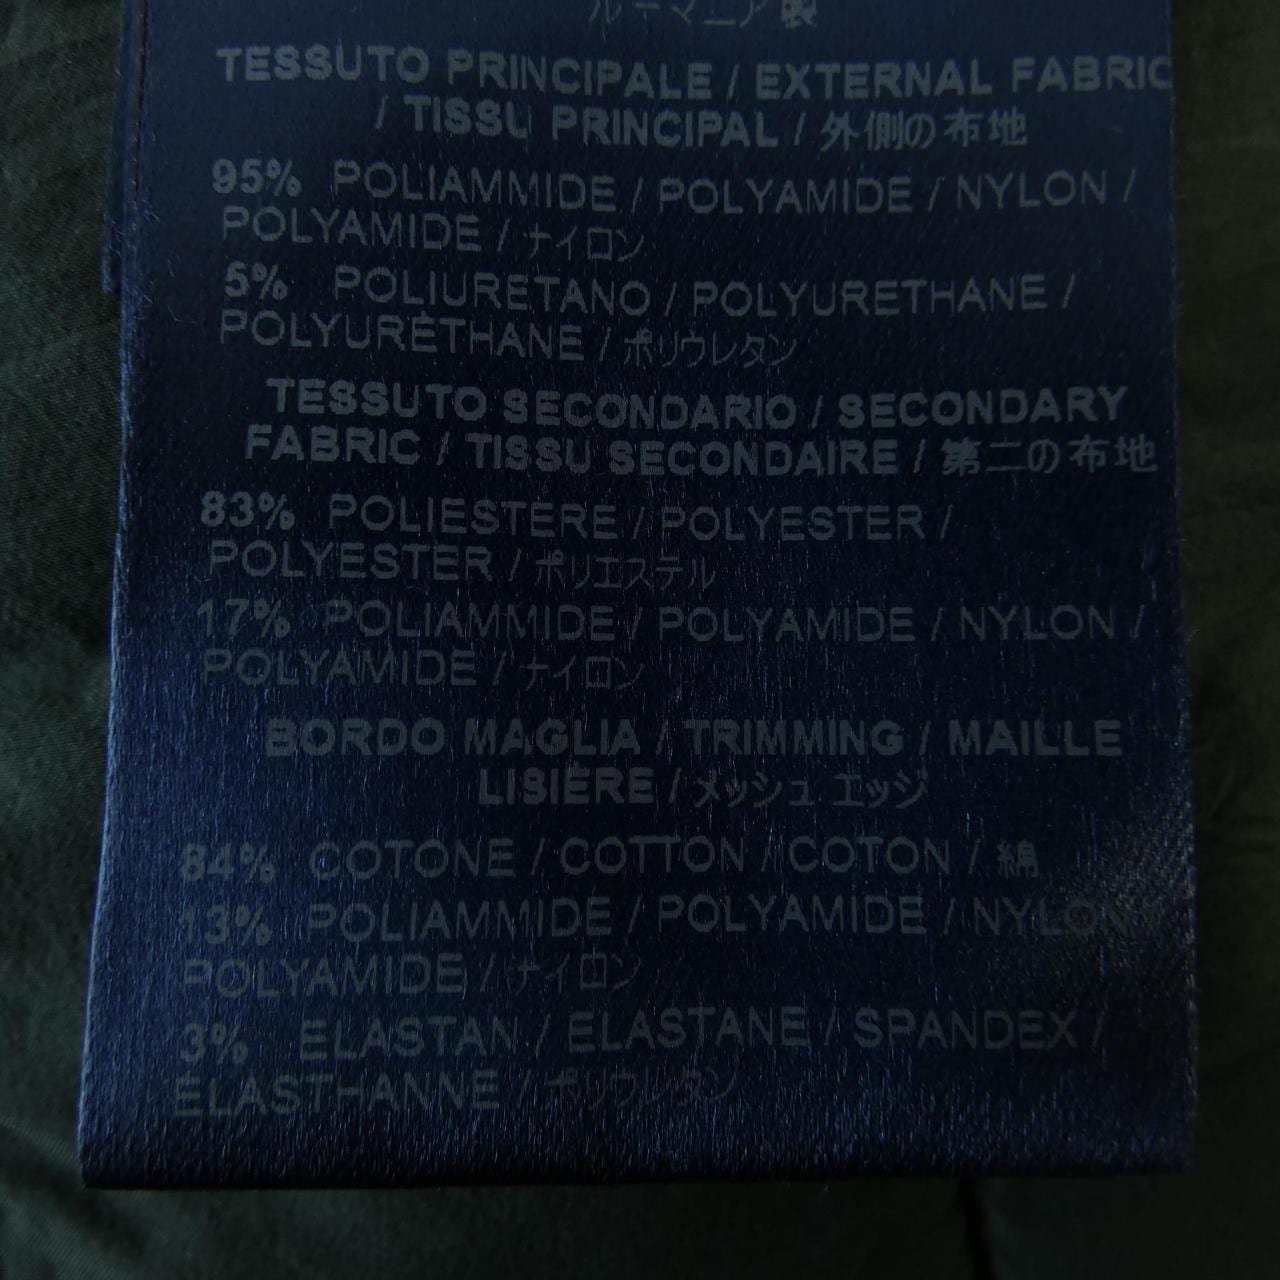 ルーマニア製
TESSUTO PRINCIPALE / EXTERNAL FABRIC
/ TISSU PRINCIPAL / 外側の布地
95% POLIAMMIDE / POLYAMIDE / NYLON /
POLYAMIDE / ナイロン
5% POLIURETANO / POLYURETHANE /
POLYURÉTHANE / ポリウレタン
TESSUTO SECONDARIO / SECONDARY
FABRIC / TISSU SECONDAIRE / 第二の布地
83% POLIESTERE / POLYESTER /
POLYESTER / ポリエステル
17% POLIAMMIDE / POLYAMIDE / NYLON /
POLYAMIDE / ナイロン
BORDO MAGLIA / TRIMMING / MAILLE
LISIÈRE / メッシュ エッジ
84% COTONE / COTTON / COTON / 綿
13% POLIAMMIDE / POLYAMIDE / NYLON /
POLYAMIDE / ナイロン
3% ELASTAN / ELASTANE / SPANDEX /
ÉLASTHANNE / ポリウレタン